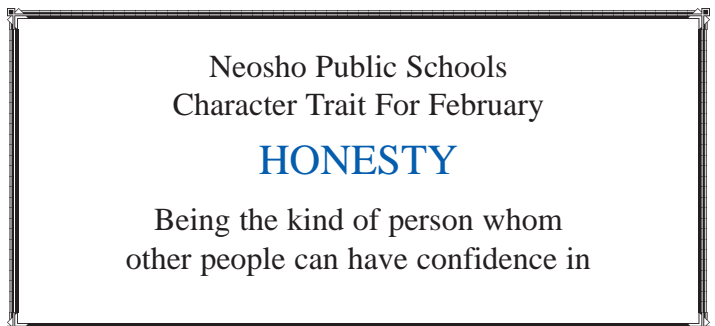 Neosho Public Schools
Character Trait For February
HONESTY
Being the kind of person whom
other people can have confidence in